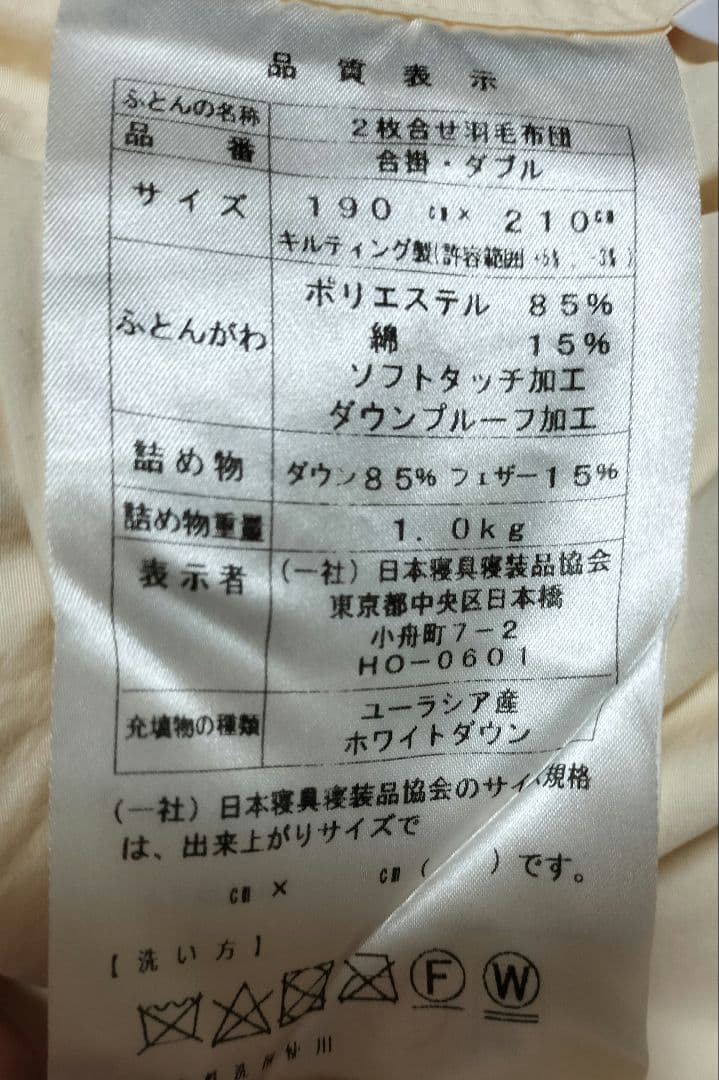 品質表示
ふとんの名称 2枚合せ羽毛布団
品番 合掛・ダブル
サイズ 190cm×210cm
キルティング製(許容範囲 +5% , -3%)
ふとんがわ ポリエステル 85%
綿 15%
ソフトタッチ加工
ダウンプルーフ加工
詰め物 ダウン85% フェザー15%
詰め物重量 1.0kg
表示者 (一社)日本寝具寝装品協会
東京都中央区日本橋
小舟町7-2
HO-0601
充填物の種類 ユーラシア産
ホワイトダウン
(一社)日本寝具寝装品協会のサイズ規格
は、出来上がりサイズで
cm × cm ( )です。
【洗い方】
F W